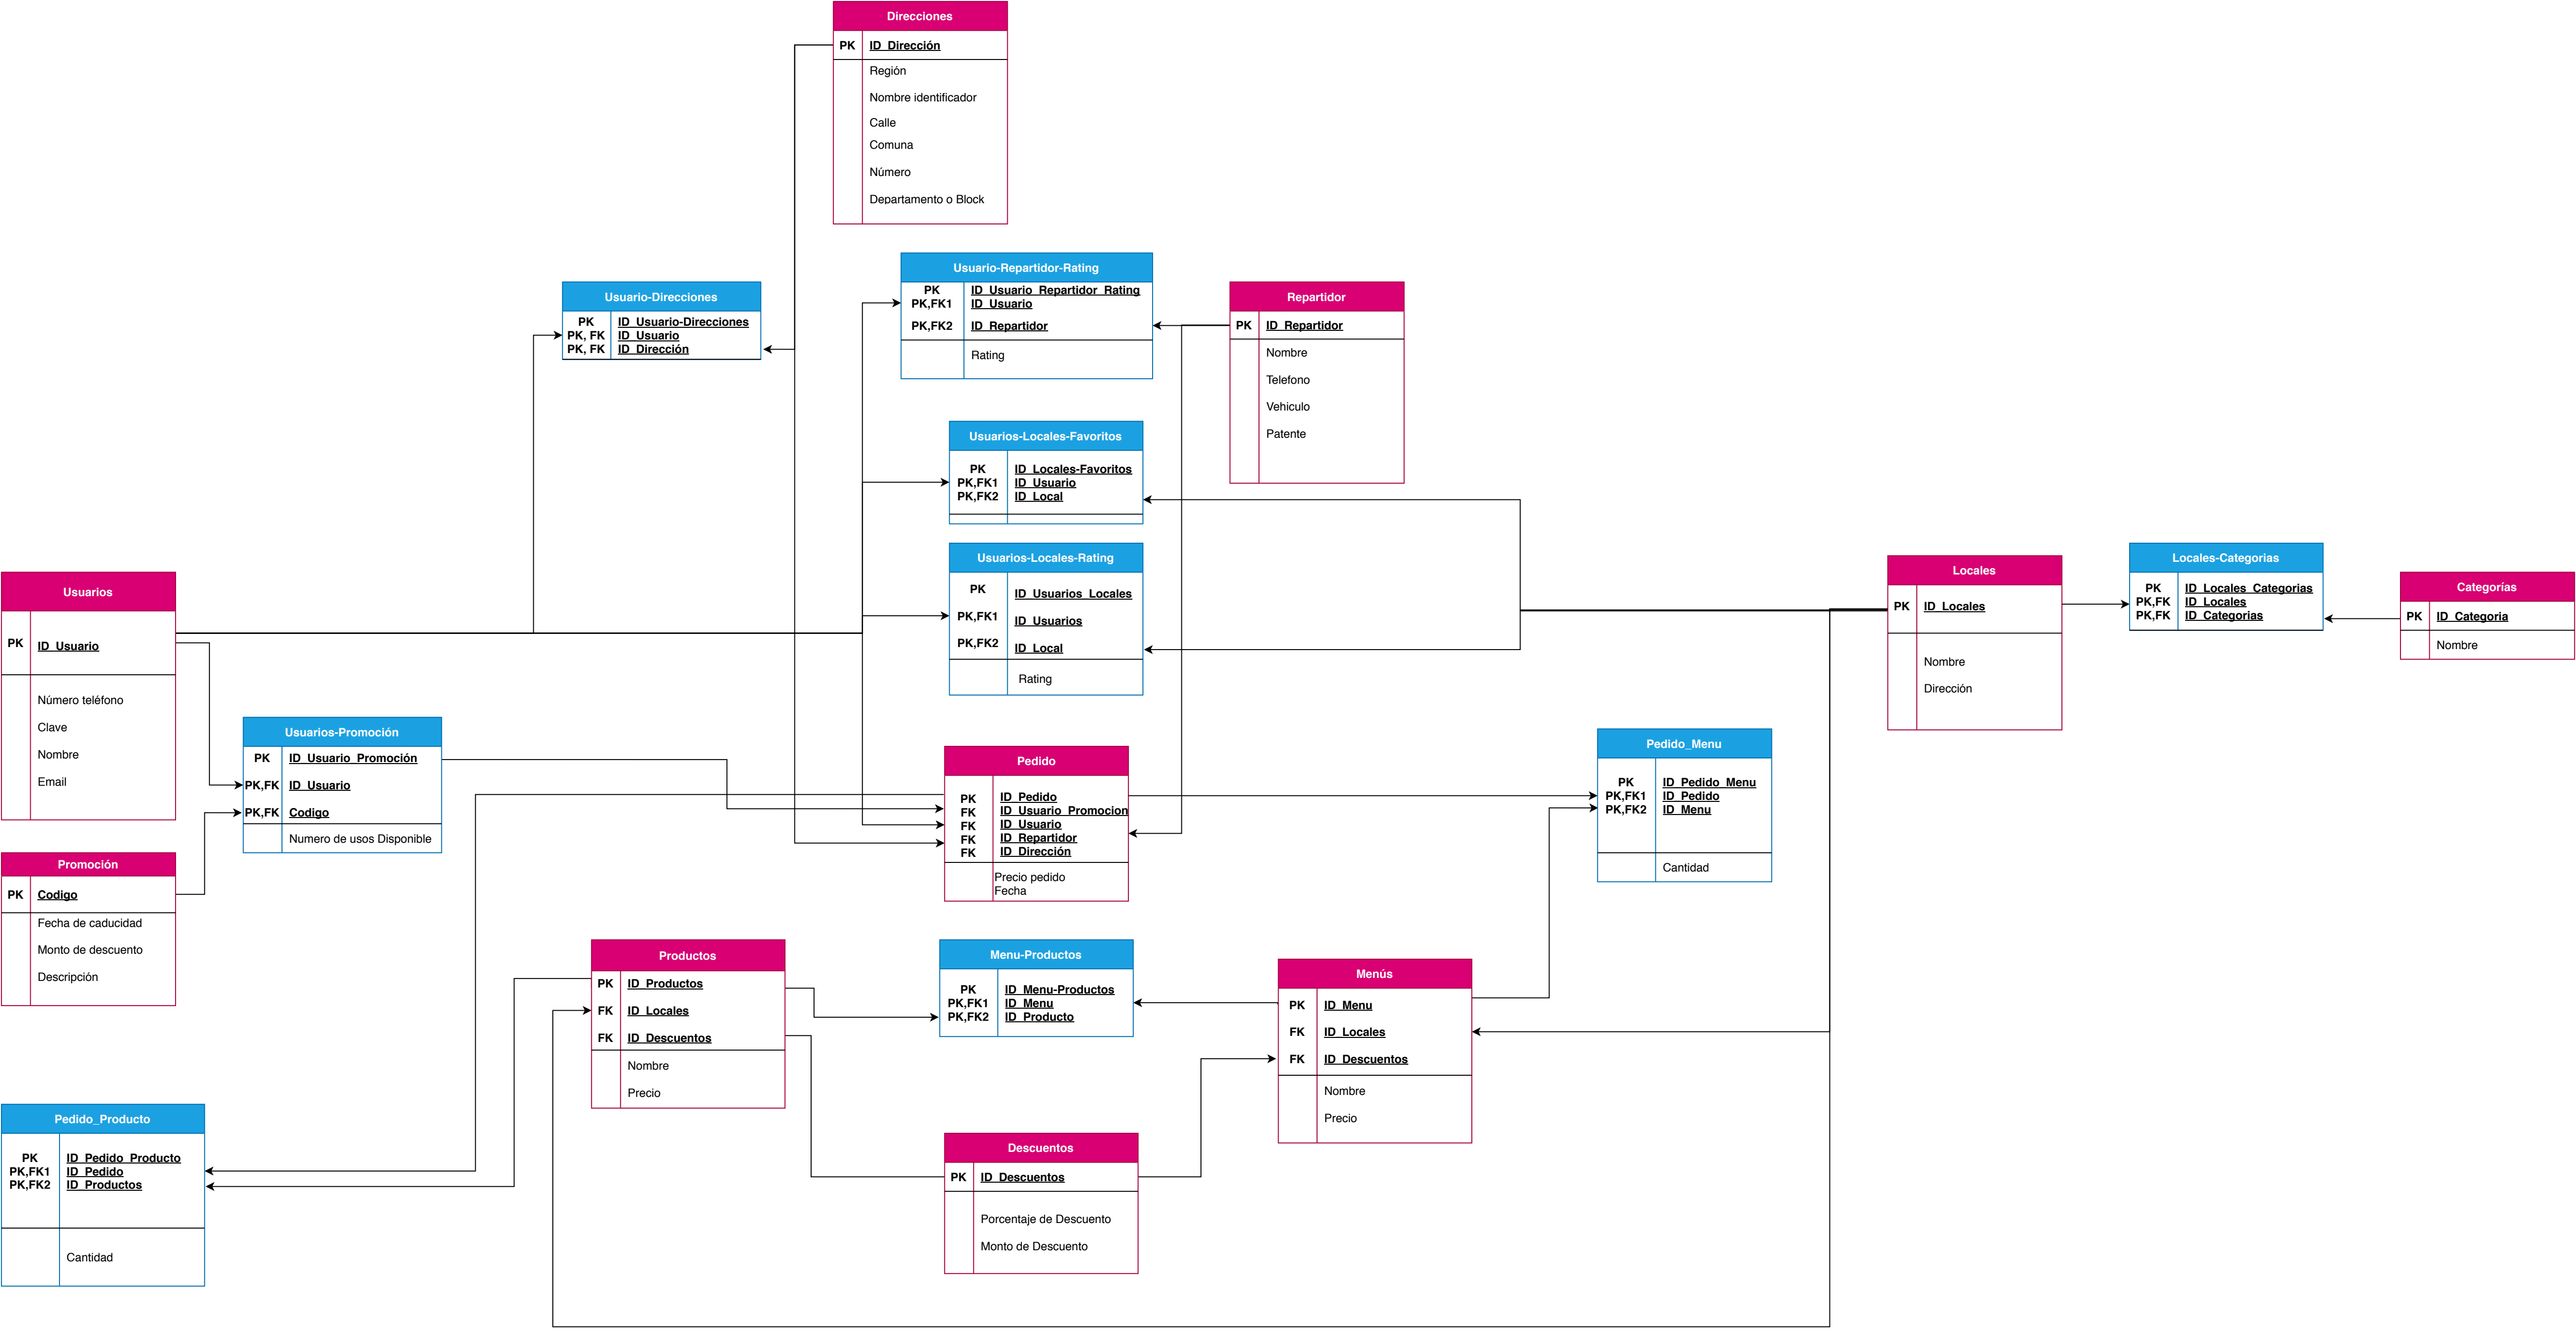 Direcciones
PK ID_Dirección
Región
Nombre identificador
Calle
Comuna
Número
Departamento o Block
Usuario-Direcciones
PK ID_Usuario-Direcciones
PK, FK ID_Usuario
PK, FK ID_Dirección
Usuario-Repartidor-Rating
PK ID_Usuario_Repartidor_Rating
PK,FK1 ID_Usuario
PK,FK2 ID_Repartidor
Rating
Repartidor
PK ID_Repartidor
Nombre
Telefono
Vehiculo
Patente
Usuarios-Locales-Favoritos
PK ID_Locales-Favoritos
PK,FK1 ID_Usuario
PK,FK2 ID_Local
Usuarios-Locales-Rating
PK ID_Usuarios_Locales
PK,FK1 ID_Usuarios
PK,FK2 ID_Local
Rating
Locales
PK ID_Locales
Nombre
Dirección
Locales-Categorias
PK ID_Locales_Categorias
PK,FK ID_Locales
PK,FK ID_Categorias
Categorías
PK ID_Categoria
Nombre
Usuarios
PK ID_Usuario
Número teléfono
Clave
Nombre
Email
Usuarios-Promoción
PK ID_Usuario_Promoción
PK,FK ID_Usuario
PK,FK Codigo
Numero de usos Disponible
Promoción
PK Codigo
Fecha de caducidad
Monto de descuento
Descripción
Pedido
PK ID_Pedido
FK ID_Usuario_Promocion
FK ID_Usuario
FK ID_Repartidor
FK ID_Dirección
Precio pedido
Fecha
Pedido_Menu
PK ID_Pedido_Menu
PK,FK1 ID_Pedido
PK,FK2 ID_Menu
Cantidad
Productos
PK ID_Productos
FK ID_Locales
FK ID_Descuentos
Nombre
Precio
Menu-Productos
PK ID_Menu-Productos
PK,FK1 ID_Menu
PK,FK2 ID_Producto
Menús
PK ID_Menu
FK ID_Locales
FK ID_Descuentos
Nombre
Precio
Pedido_Producto
PK ID_Pedido_Producto
PK,FK1 ID_Pedido
PK,FK2 ID_Productos
Cantidad
Descuentos
PK ID_Descuentos
Porcentaje de Descuento
Monto de Descuento